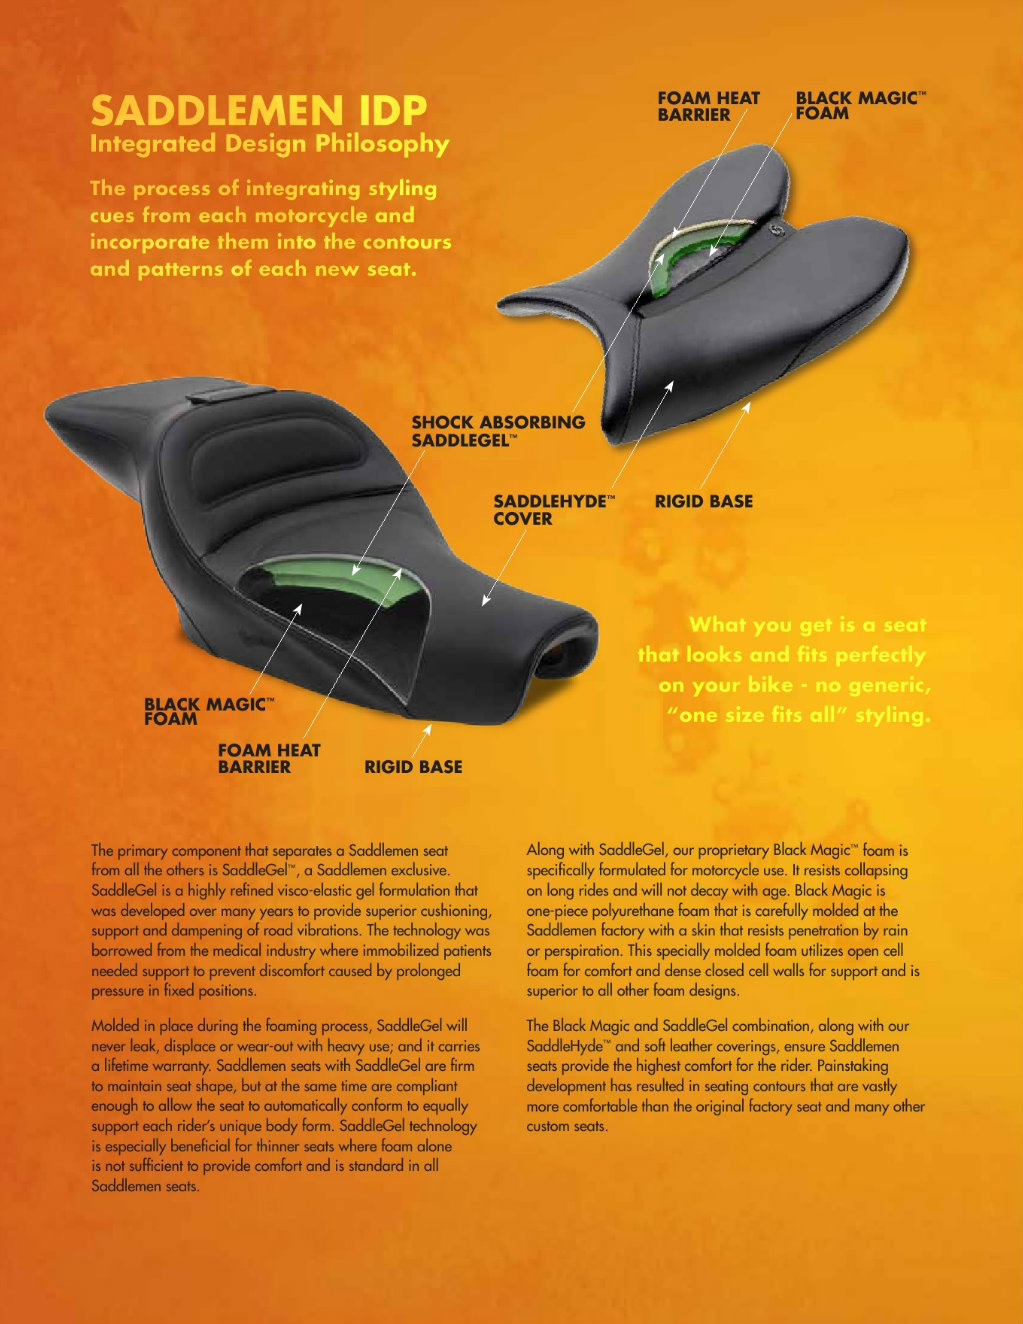 SADDLEMEN IDP
Integrated Design Philosophy
The process of integrating styling
cues from each motorcycle and
incorporate them into the contours
and patterns of each new seat.
FOAM HEAT
BARRIER
BLACK MAGIC™
FOAM
SHOCK ABSORBING
SADDLEGEL™
SADDLEHYDE™
COVER
RIGID BASE
What you get is a seat
that looks and fits perfectly
on your bike - no generic,
“one size fits all” styling.
BLACK MAGIC™
FOAM
FOAM HEAT
BARRIER
RIGID BASE
The primary component that separates a Saddlemen seat
from all the others is SaddleGel™, a Saddlemen exclusive.
SaddleGel is a highly refined visco-elastic gel formulation that
was developed over many years to provide superior cushioning,
support and dampening of road vibrations. The technology was
borrowed from the medical industry where immobilized patients
needed support to prevent discomfort caused by prolonged
pressure in fixed positions.
Molded in place during the foaming process, SaddleGel will
never leak, displace or wear-out with heavy use; and it carries
a lifetime warranty. Saddlemen seats with SaddleGel are firm
to maintain seat shape, but at the same time are compliant
enough to allow the seat to automatically conform to equally
support each rider’s unique body form. SaddleGel technology
is especially beneficial for thinner seats where foam alone
is not sufficient to provide comfort and is standard in all
Saddlemen seats.
Along with SaddleGel, our proprietary Black Magic™ foam is
specifically formulated for motorcycle use. It resists collapsing
on long rides and will not decay with age. Black Magic is
one-piece polyurethane foam that is carefully molded at the
Saddlemen factory with a skin that resists penetration by rain
or perspiration. This specially molded foam utilizes open cell
foam for comfort and dense closed cell walls for support and is
superior to all other foam designs.
The Black Magic and SaddleGel combination, along with our
SaddleHyde™ and soft leather coverings, ensure Saddlemen
seats provide the highest comfort for the rider. Painstaking
development has resulted in seating contours that are vastly
more comfortable than the original factory seat and many other
custom seats.